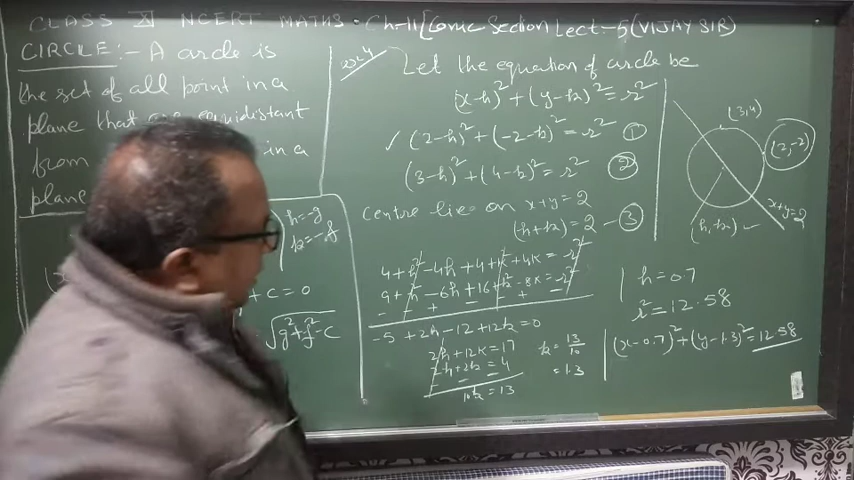 CLASS XI NCERT MATHS. Ch-11 [Conic Section Lect-5 (VIJAY SIR)
CIRCLE:- A circle is
the set of all point in a
plane that are equidistant
from in a
plane
h=-g
k=-f
+ c = 0
√g²+f²-c
Let the equation of circle be
(x-h)²+(y-k)²=r²
✓(2-h)²+(-2-k)²=r² ①
(3-h)²+(4-k)²=r² ②
Centre lie on x+y=2
(h+k)=2 — ③
4+h²-4h+4+k²+4k=r²
9+h²-6h+16+k²-8k=r²
- - + - - + -
-5+2h-12+12k=0
2h+12k=17
2h+2k=4
- - -
10k=13
k=13/10
=1.3
(3,4)
(2,-2)
x+y=2
(h,k)
h=0.7
r²=12.58
(x-0.7)²+(y-1.3)²=12.58